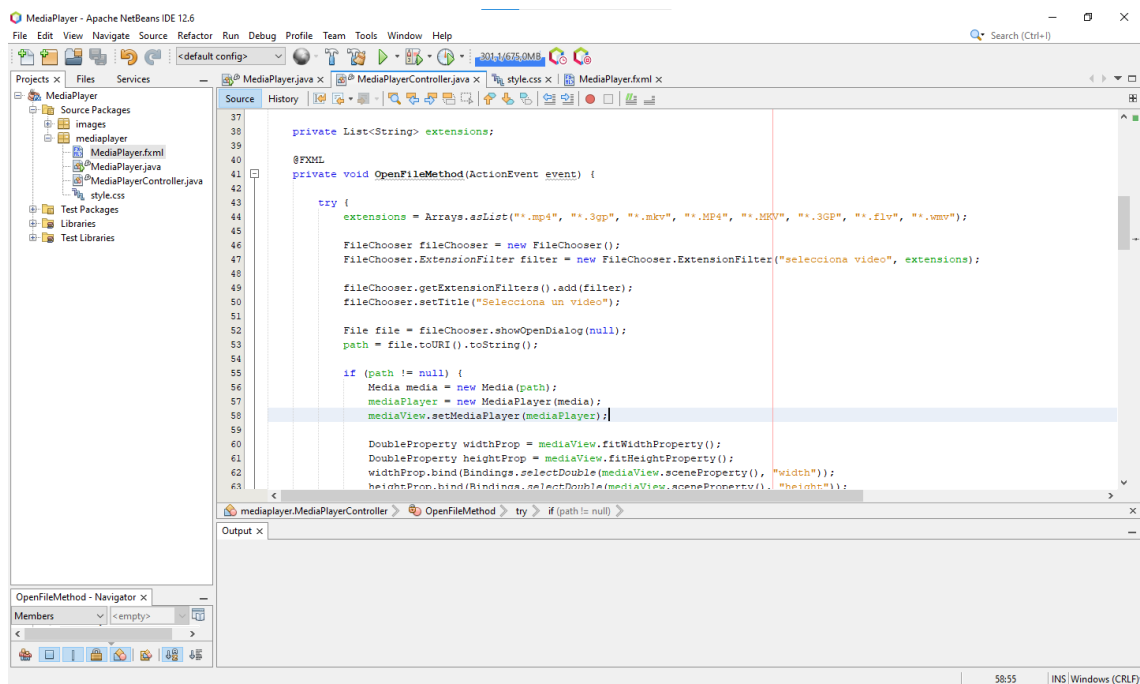 MediaPlayer - Apache NetBeans IDE 12.6
File Edit View Navigate Source Refactor Run Debug Profile Team Tools Window Help
Search (Ctrl+I)
<default config>
301,1/675,0MB
Projects Files Services
MediaPlayer.java MediaPlayerController.java style.css MediaPlayer.fxml
Source History
MediaPlayer
Source Packages
images
mediaplayer
MediaPlayer.fxml
MediaPlayer.java
MediaPlayerController.java
style.css
Test Packages
Libraries
Test Libraries
37
38 private List<String> extensions;
39
40 @FXML
41 private void OpenFileMethod(ActionEvent event) {
42
43 try {
44 extensions = Arrays.asList("*.mp4", "*.3gp", "*.mkv", "*.MP4", "*.MKV", "*.3GP", "*.flv", "*.wmv");
45
46 FileChooser fileChooser = new FileChooser();
47 FileChooser.ExtensionFilter filter = new FileChooser.ExtensionFilter("selecciona video", extensions);
48
49 fileChooser.getExtensionFilters().add(filter);
50 fileChooser.setTitle("Selecciona un video");
51
52 File file = fileChooser.showOpenDialog(null);
53 path = file.toURI().toString();
54
55 if (path != null) {
56 Media media = new Media(path);
57 mediaPlayer = new MediaPlayer(media);
58 mediaView.setMediaPlayer(mediaPlayer);
59
60 DoubleProperty widthProp = mediaView.fitWidthProperty();
61 DoubleProperty heightProp = mediaView.fitHeightProperty();
62 widthProp.bind(Bindings.selectDouble(mediaView.sceneProperty(), "width"));
63 heightProp.bind(Bindings.selectDouble(mediaView.sceneProperty(), "height"));
mediaplayer.MediaPlayerController OpenFileMethod try if (path != null)
Output
OpenFileMethod - Navigator
Members <empty>
58:55 INS Windows (CRLF)